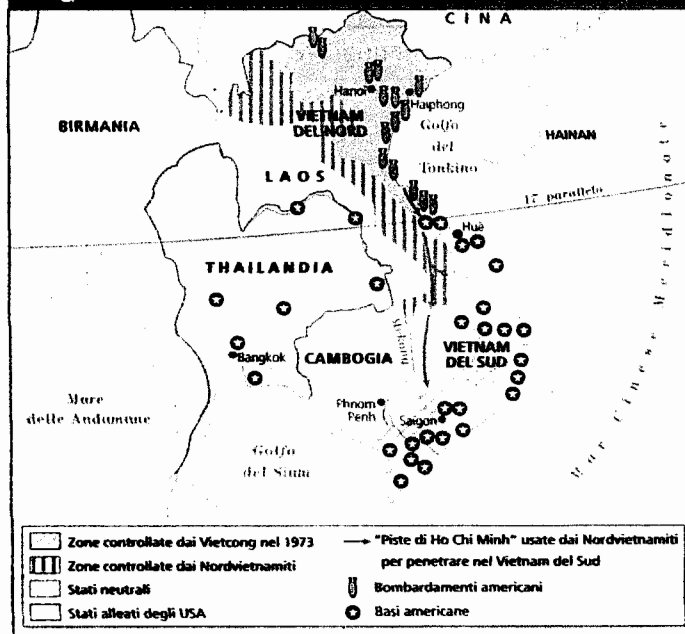 CINA
Hanoi
Haiphong
BIRMANIA
VIETNAM
DEL NORD
Golfo
del
Tonkino
HAINAN
LAOS
17° parallelo
Huê
THAILANDIA
Mekong
Bangkok
CAMBOGIA
VIETNAM
DEL SUD
Mare
delle Andamane
Phnom
Penh
Saigon
Golfo
del Siam
Mar Cinese Meridionale
Zone controllate dai Vietcong nel 1973
Zone controllate dai Nordvietnamiti
Stati neutrali
Stati alleati degli USA
"Piste di Ho Chi Minh" usate dai Nordvietnamiti
per penetrare nel Vietnam del Sud
Bombardamenti americani
Basi americane